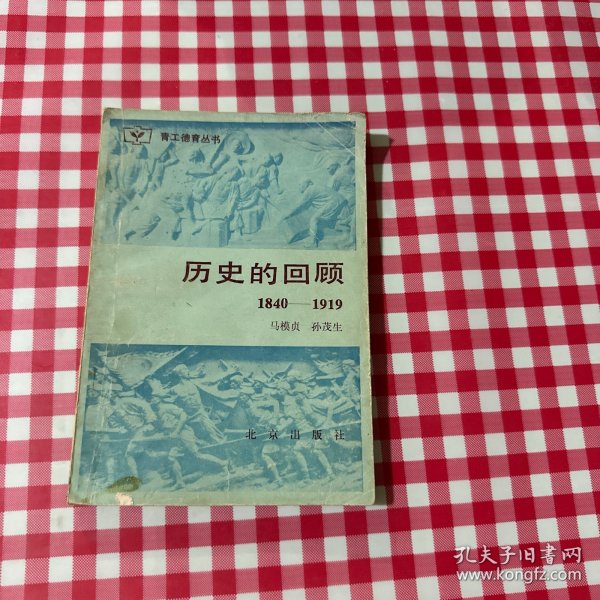 青工德育丛书
历史的回顾
1840——1919
马模贞 孙茂生
北京出版社
孔夫子旧书网
www.kongfz.com